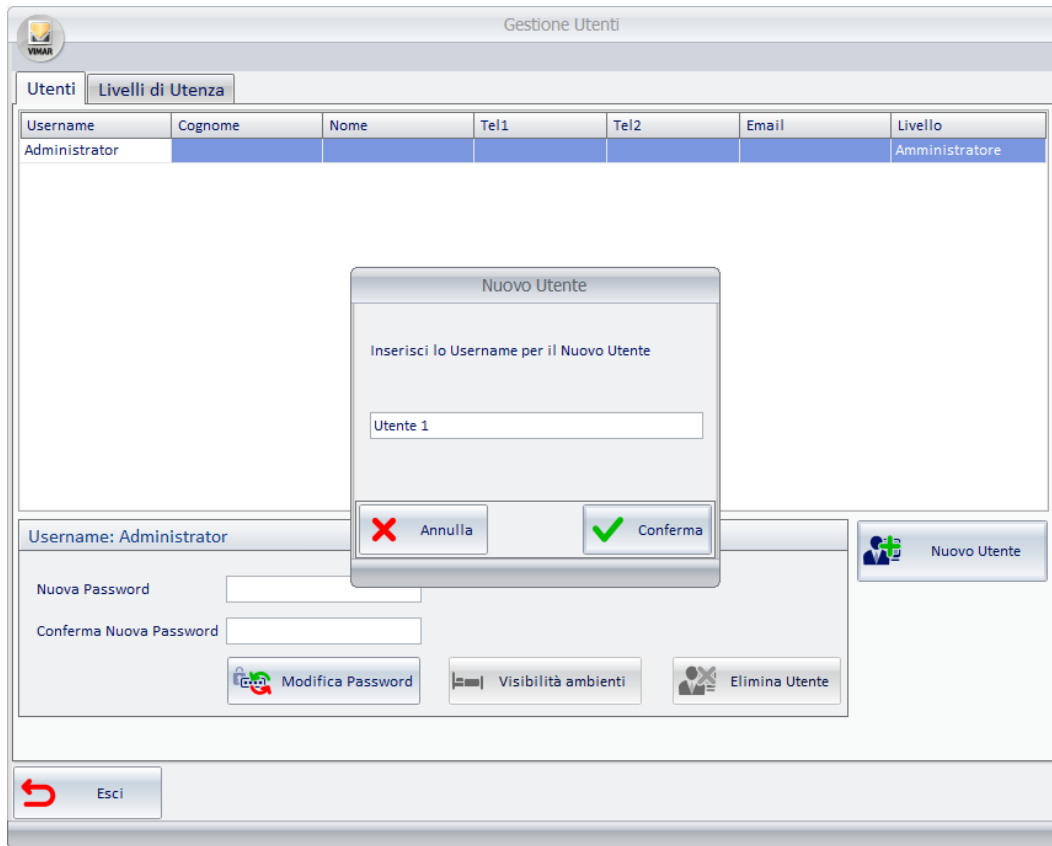 Gestione Utenti
VIMAR
Utenti Livelli di Utenza
Username Cognome Nome Tel1 Tel2 Email Livello
Administrator Amministratore
Nuovo Utente
Inserisci lo Username per il Nuovo Utente
Utente 1
Annulla Conferma
Username: Administrator
Nuovo Utente
Nuova Password
Conferma Nuova Password
Modifica Password Visibilità ambienti Elimina Utente
Esci